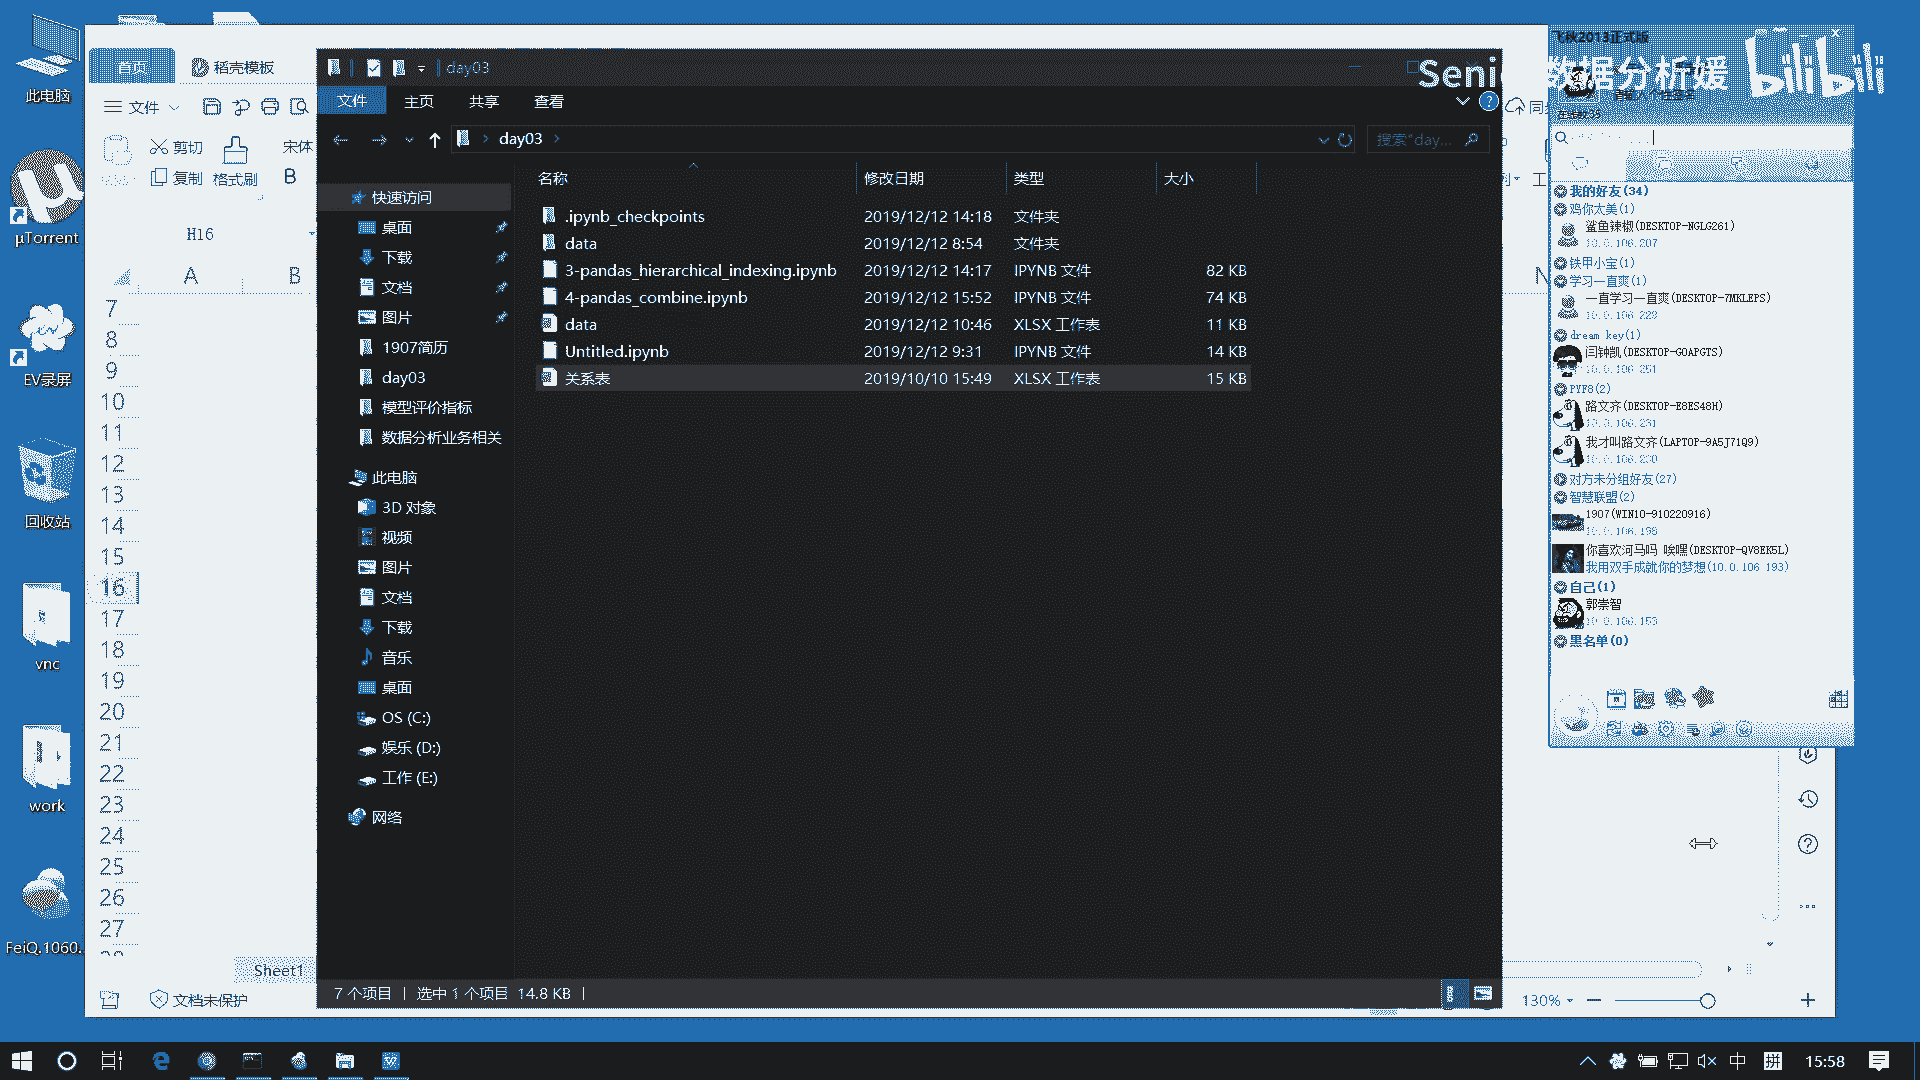 此电脑
μTorrent
EV录屏
回收站
vnc
work
FeiQ.1060...
首页
稻壳模板
文件
剪切
复制
格式刷
宋体
B
H16
A
B
7
8
9
10
11
12
13
14
15
16
17
18
19
20
21
22
23
24
25
26
27
Sheet1
文档未保护
130%
day03
文件
主页
共享
查看
day03
搜索"day...
名称
修改日期
类型
大小
.ipynb_checkpoints 2019/12/12 14:18 文件夹
data 2019/12/12 8:54 文件夹
3-pandas_hierarchical_indexing.ipynb 2019/12/12 14:17 IPYNB 文件 82 KB
4-pandas_combine.ipynb 2019/12/12 15:52 IPYNB 文件 74 KB
data 2019/12/12 10:46 XLSX 工作表 11 KB
Untitled.ipynb 2019/12/12 9:31 IPYNB 文件 14 KB
关系表 2019/10/10 15:49 XLSX 工作表 15 KB
快速访问
桌面
下载
文档
图片
1907简历
day03
模型评价指标
数据分析业务相关
此电脑
3D 对象
视频
图片
文档
下载
音乐
桌面
OS (C:)
娱乐 (D:)
工作 (E:)
网络
7 个项目
选中 1 个项目 14.8 KB
飞秋2013正式版
数据分析媛
bilibili
我的好友(34)
鸡你太美(1)
鲨鱼辣椒(DESKTOP-NGLG261)
10.0.106.207
铁甲小宝(1)
学习一直爽(1)
一直学习一直爽(DESKTOP-7MKLEPS)
10.0.106.229
dream key(1)
闫钟凯(DESKTOP-GOAPGTS)
10.0.106.251
PYF8(2)
路文齐(DESKTOP-E8ES48H)
10.0.106.231
我才叫路文齐(LAPTOP-9A5J71Q9)
10.0.106.230
对方未分组好友(27)
智慧联盟(2)
1907(WIN10-910220916)
10.0.106.198
你喜欢河马吗 唉嘿(DESKTOP-QV8EK5L)
我用双手成就你的梦想(10.0.106.193)
自己(1)
郭崇智
10.0.106.153
黑名单(0)
中
拼
15:58